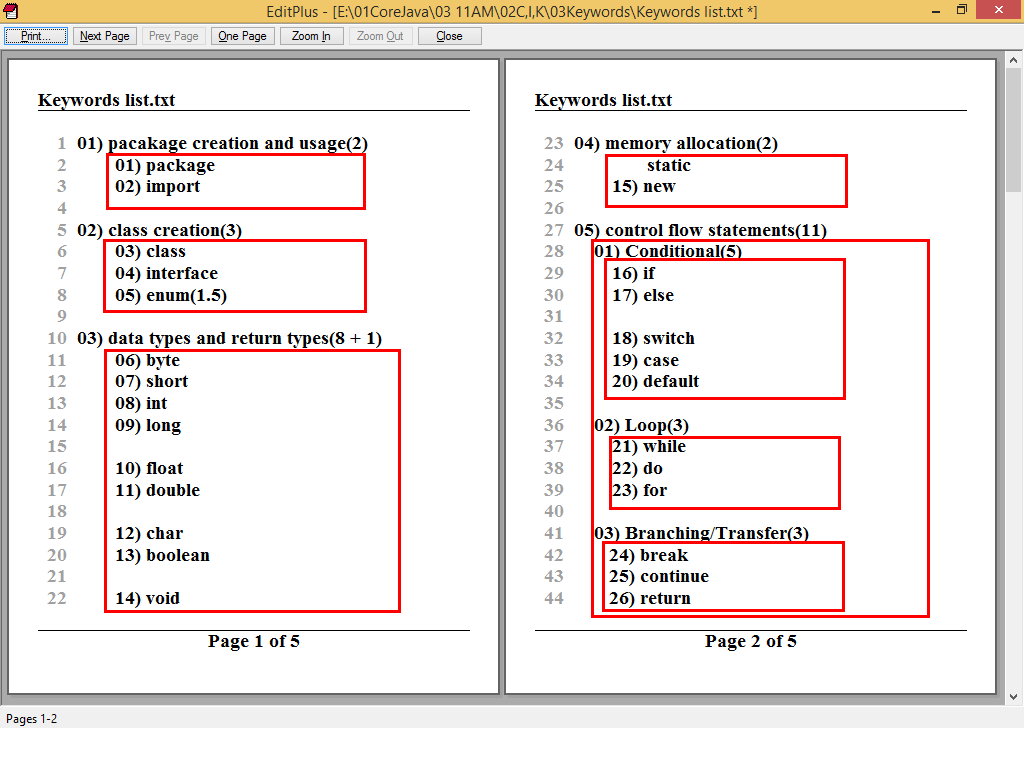 EditPlus - [E:\01CoreJava\03 11AM\02C,I,K\03Keywords\Keywords list.txt *]
Print... Next Page Prev Page One Page Zoom In Zoom Out Close
Keywords list.txt
1 01) pacakage creation and usage(2)
2 01) package
3 02) import
4
5 02) class creation(3)
6 03) class
7 04) interface
8 05) enum(1.5)
9
10 03) data types and return types(8 + 1)
11 06) byte
12 07) short
13 08) int
14 09) long
15
16 10) float
17 11) double
18
19 12) char
20 13) boolean
21
22 14) void
Page 1 of 5
Keywords list.txt
23 04) memory allocation(2)
24 static
25 15) new
26
27 05) control flow statements(11)
28 01) Conditional(5)
29 16) if
30 17) else
31
32 18) switch
33 19) case
34 20) default
35
36 02) Loop(3)
37 21) while
38 22) do
39 23) for
40
41 03) Branching/Transfer(3)
42 24) break
43 25) continue
44 26) return
Page 2 of 5
Pages 1-2